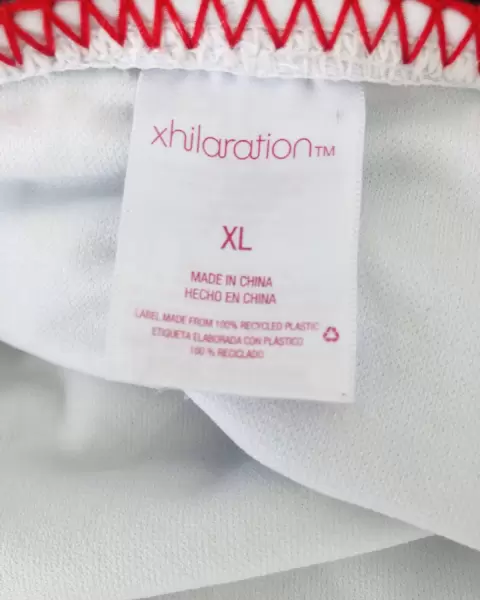 xhilaration™
XL
MADE IN CHINA
HECHO EN CHINA
LABEL MADE FROM 100% RECYCLED PLASTIC
ETIQUETA ELABORADA CON PLÁSTICO
100 % RECICLADO